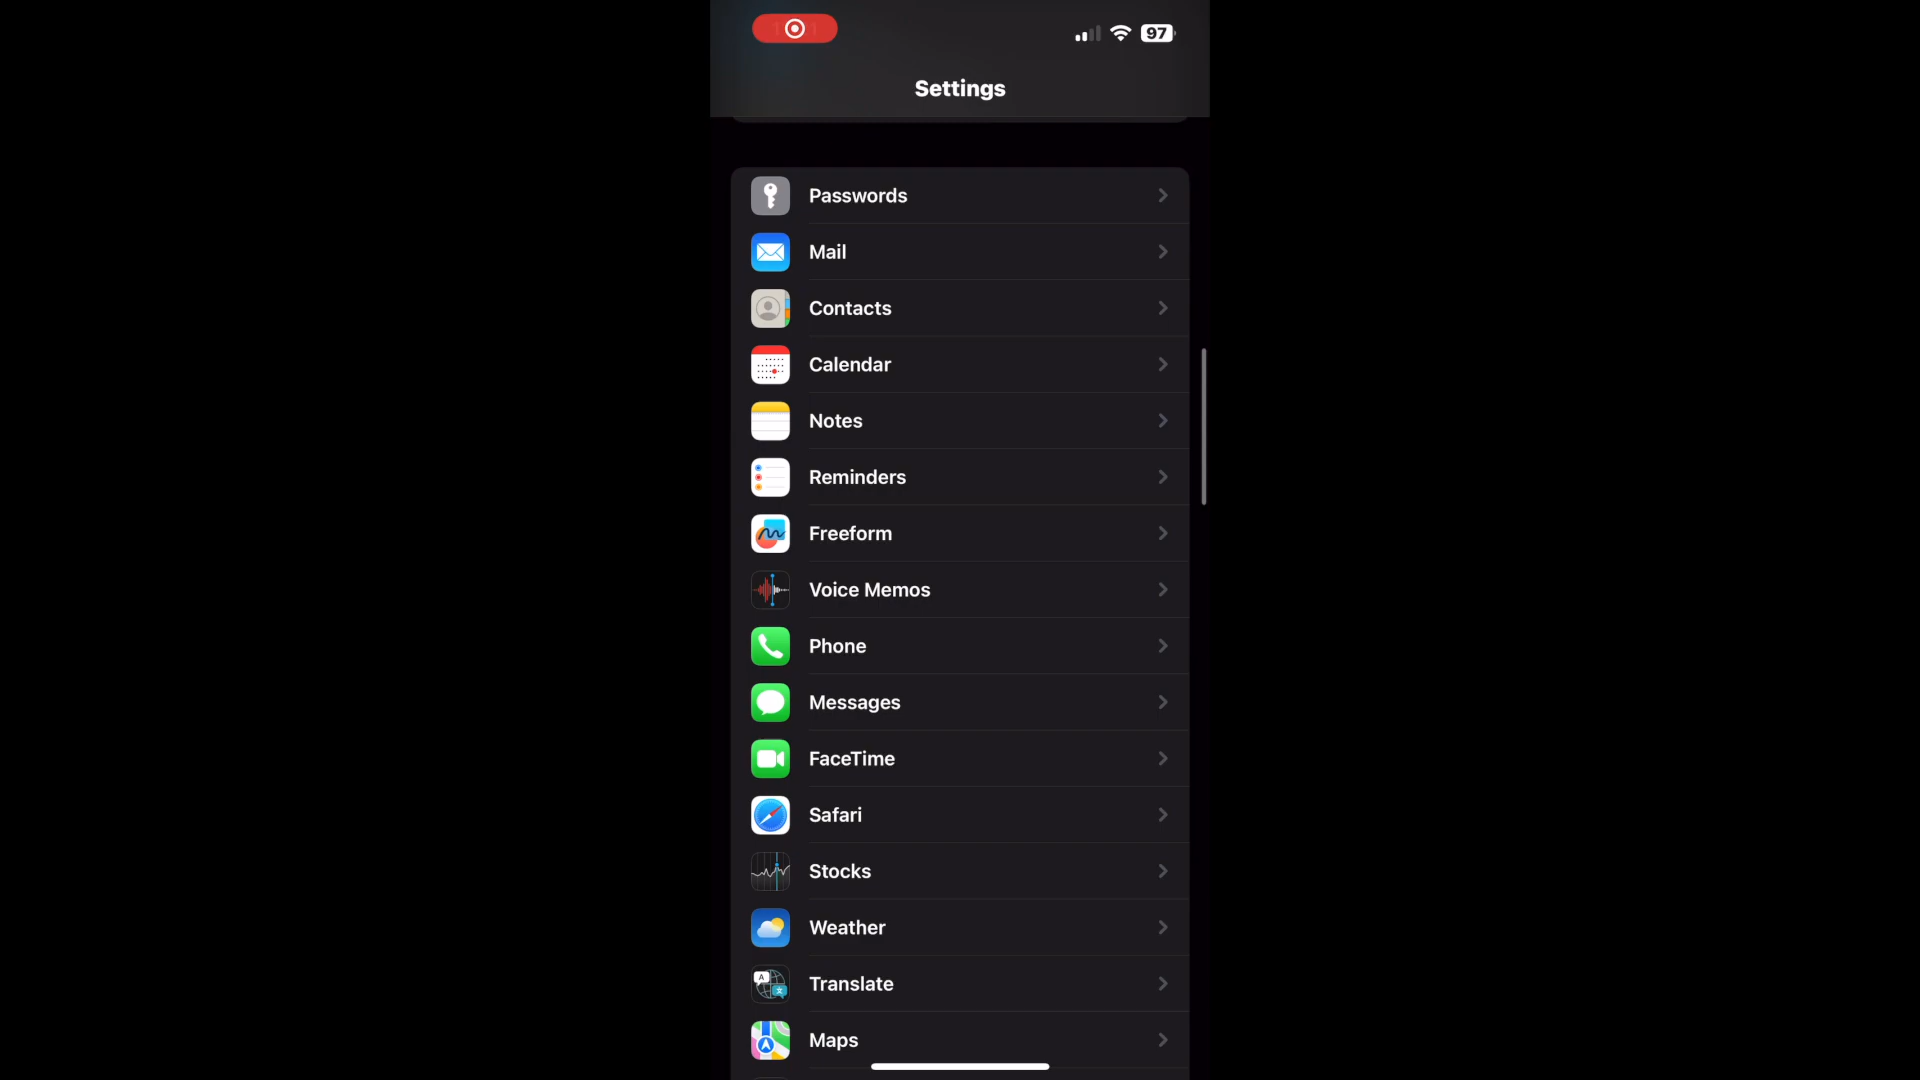 97
Settings
Passwords
Mail
Contacts
Calendar
Notes
Reminders
Freeform
Voice Memos
Phone
Messages
FaceTime
Safari
Stocks
Weather
Translate
Maps